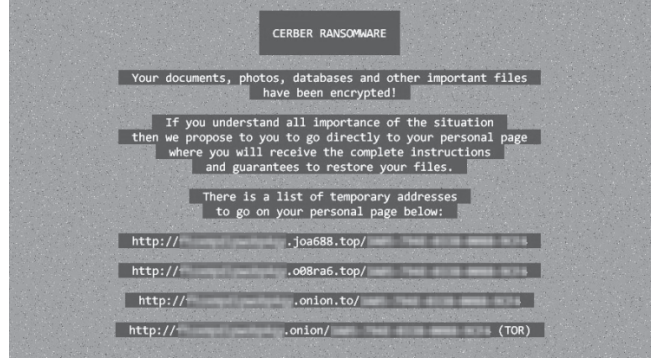 CERBER RANSOMWARE
Your documents, photos, databases and other important files
have been encrypted!
If you understand all importance of the situation
then we propose to you to go directly to your personal page
where you will receive the complete instructions
and guarantees to restore your files.
There is a list of temporary addresses
to go on your personal page below:
http:// .joa688.top/
http:// .o08ra6.top/
http:// .onion.to/
http:// .onion/ (TOR)